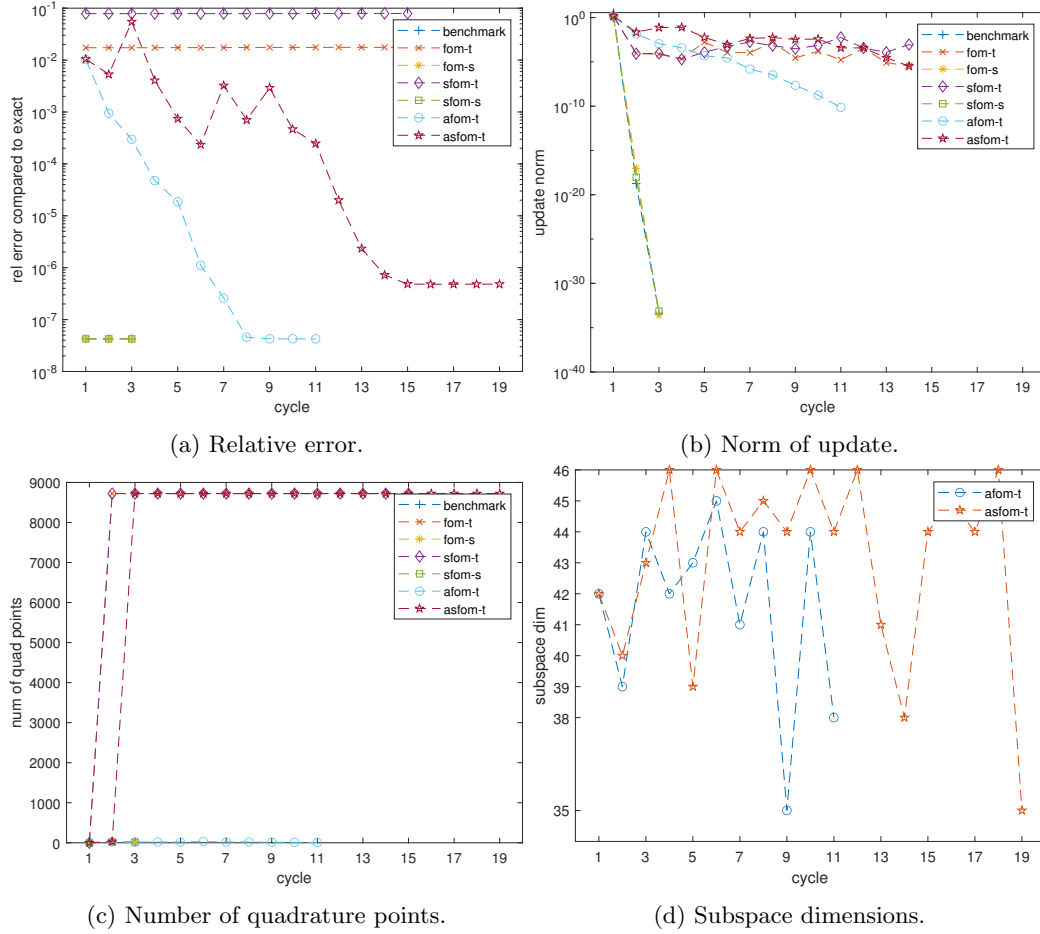 10^-1
10^-2
10^-3
10^-4
10^-5
10^-6
10^-7
10^-8
rel error compared to exact
1 3 5 7 9 11 13 15 17 19
cycle
benchmark
fom-t
fom-s
sfom-t
sfom-s
afom-t
asfom-t
(a) Relative error.
10^0
10^-10
10^-20
10^-30
10^-40
update norm
1 3 5 7 9 11 13 15 17 19
cycle
benchmark
fom-t
fom-s
sfom-t
sfom-s
afom-t
asfom-t
(b) Norm of update.
9000
8000
7000
6000
5000
4000
3000
2000
1000
0
num of quad points
1 3 5 7 9 11 13 15 17 19
cycle
benchmark
fom-t
fom-s
sfom-t
sfom-s
afom-t
asfom-t
(c) Number of quadrature points.
46
45
44
43
42
41
40
39
38
35
subspace dim
1 3 5 7 9 11 13 15 17 19
cycle
afom-t
asfom-t
(d) Subspace dimensions.